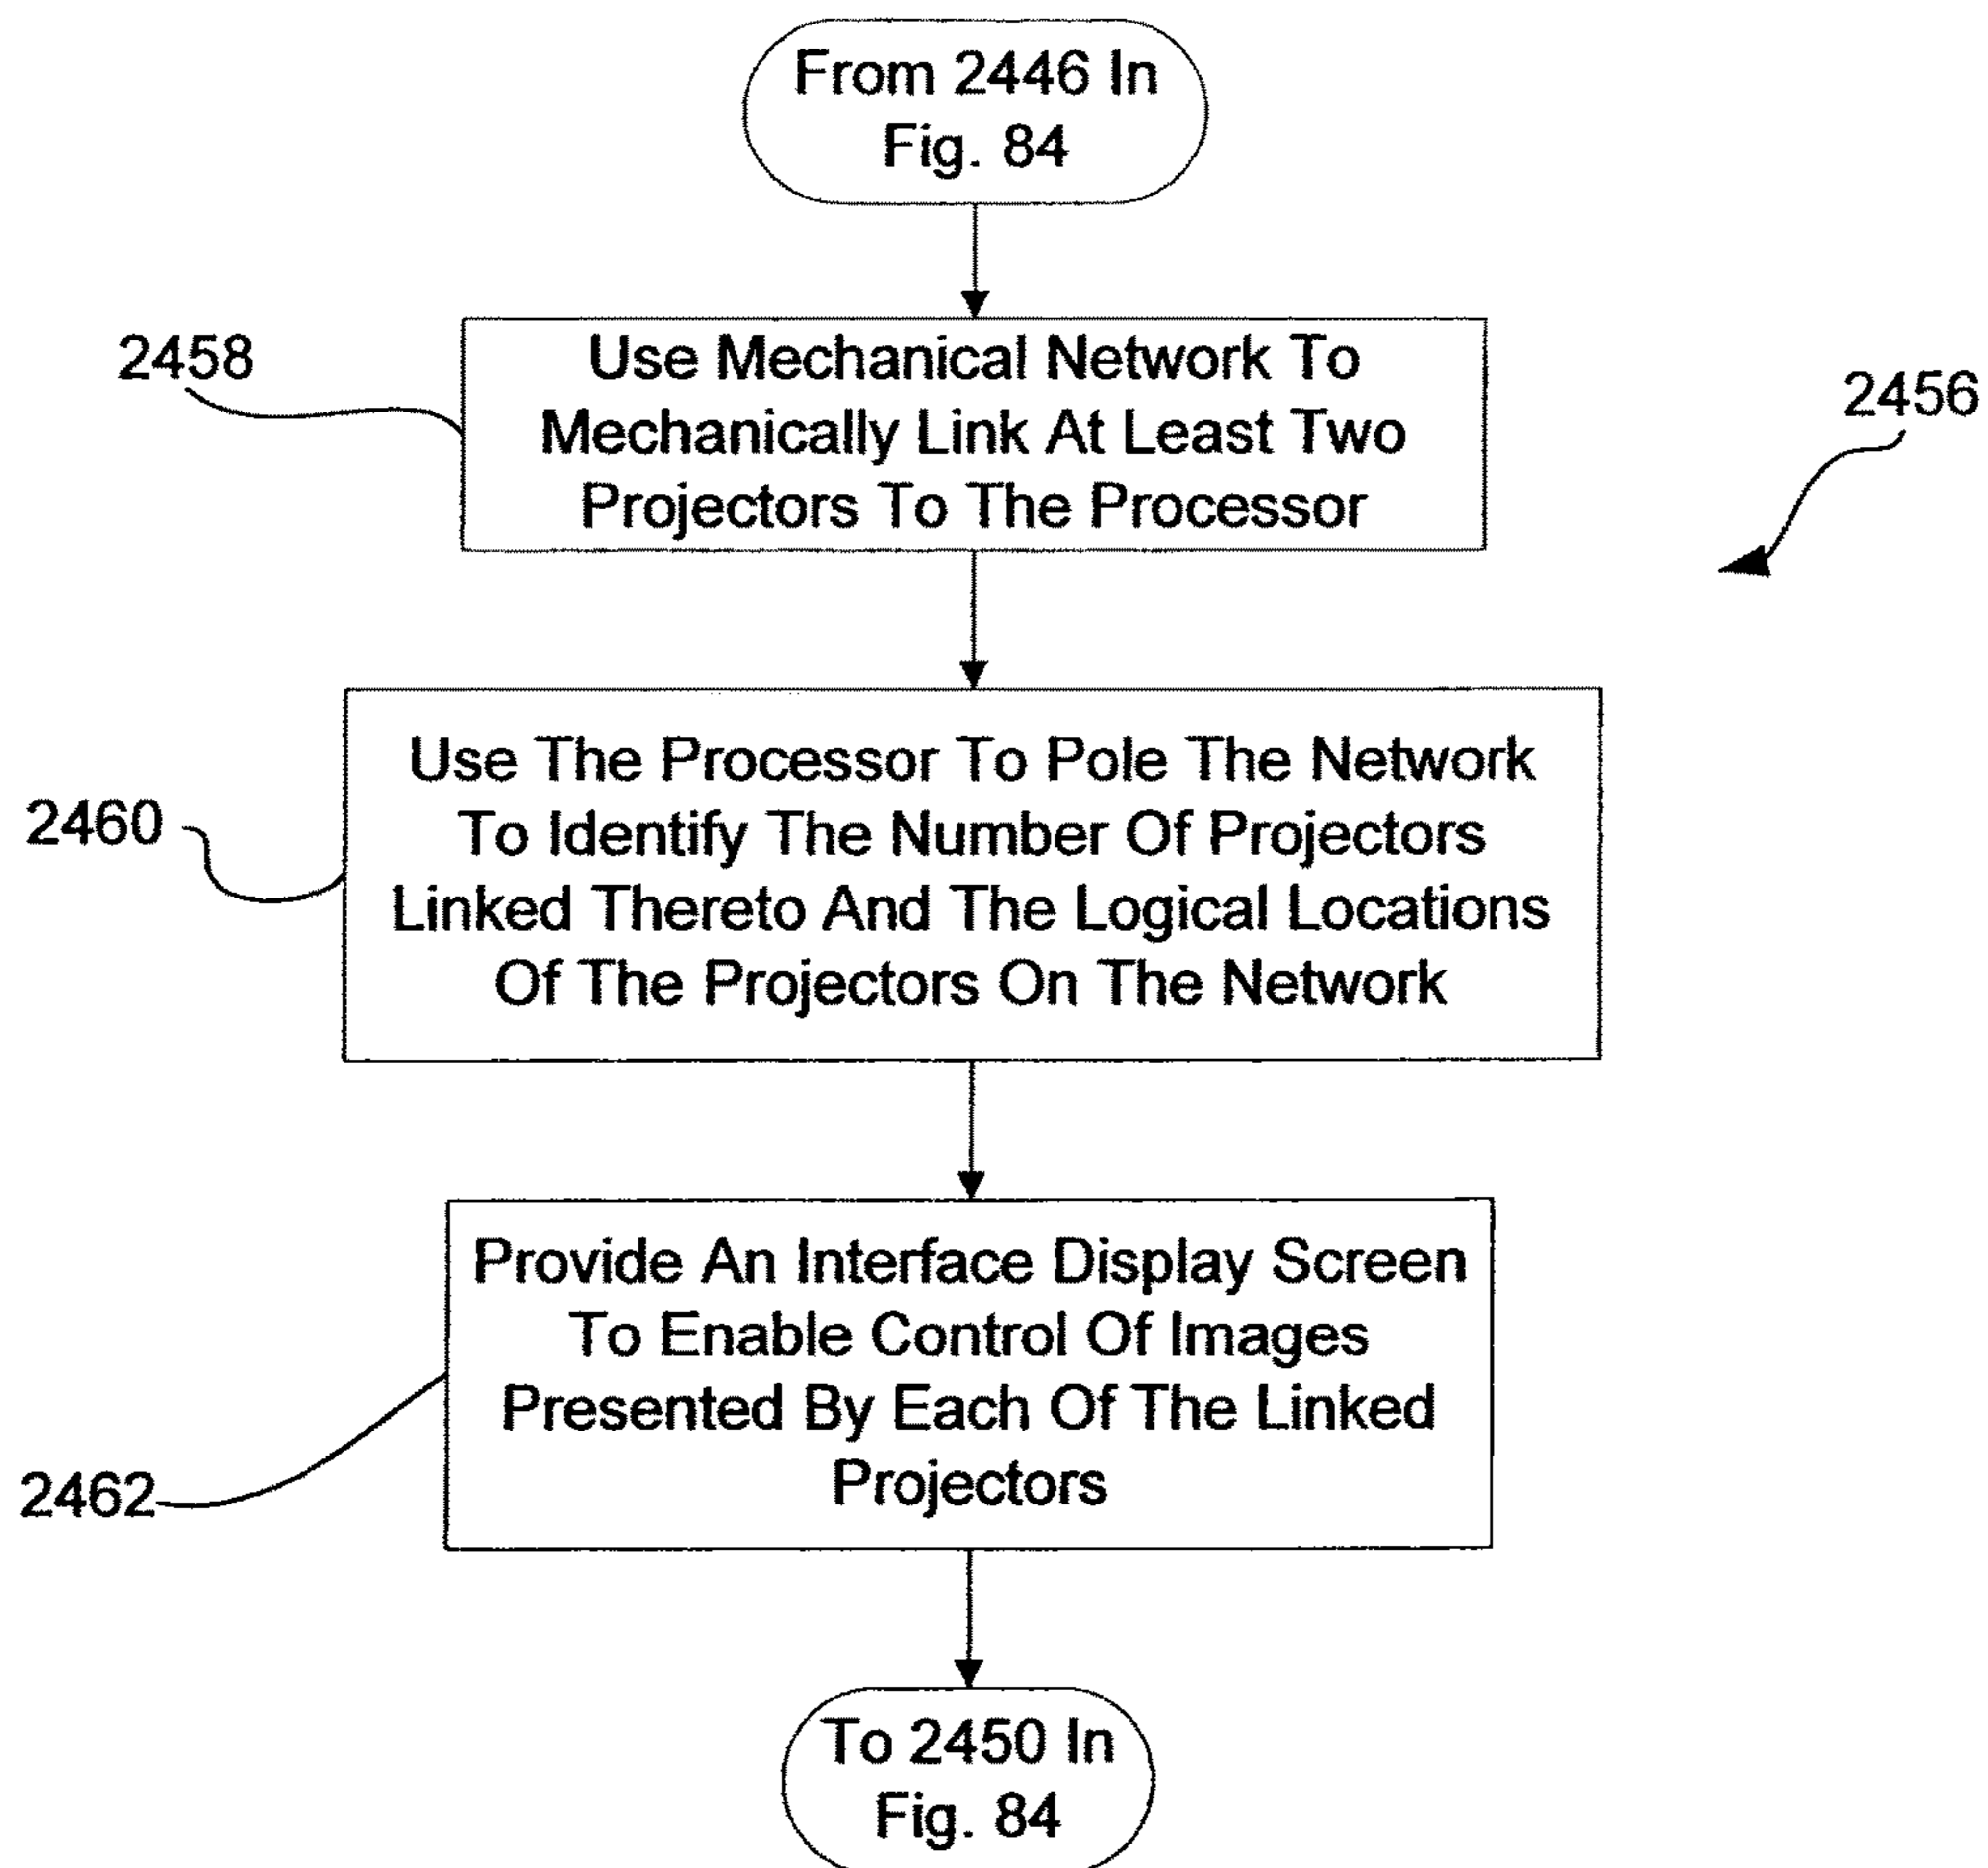 From 2446 In
Fig. 84
2458
Use Mechanical Network To
Mechanically Link At Least Two
Projectors To The Processor
2456
2460
Use The Processor To Pole The Network
To Identify The Number Of Projectors
Linked Thereto And The Logical Locations
Of The Projectors On The Network
2462
Provide An Interface Display Screen
To Enable Control Of Images
Presented By Each Of The Linked
Projectors
To 2450 In
Fig. 84